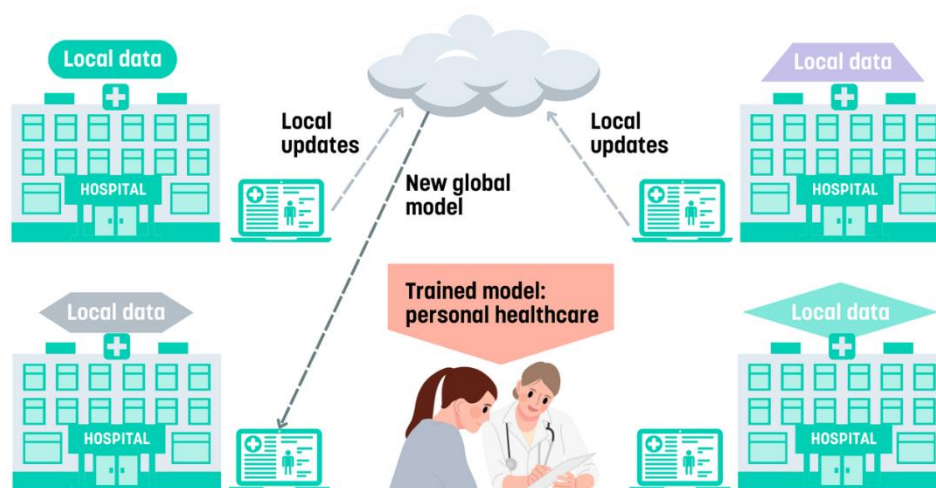 Local data
Local data
Local
updates
Local
updates
New global
model
HOSPITAL
HOSPITAL
Trained model:
personal healthcare
Local data
Local data
HOSPITAL
HOSPITAL